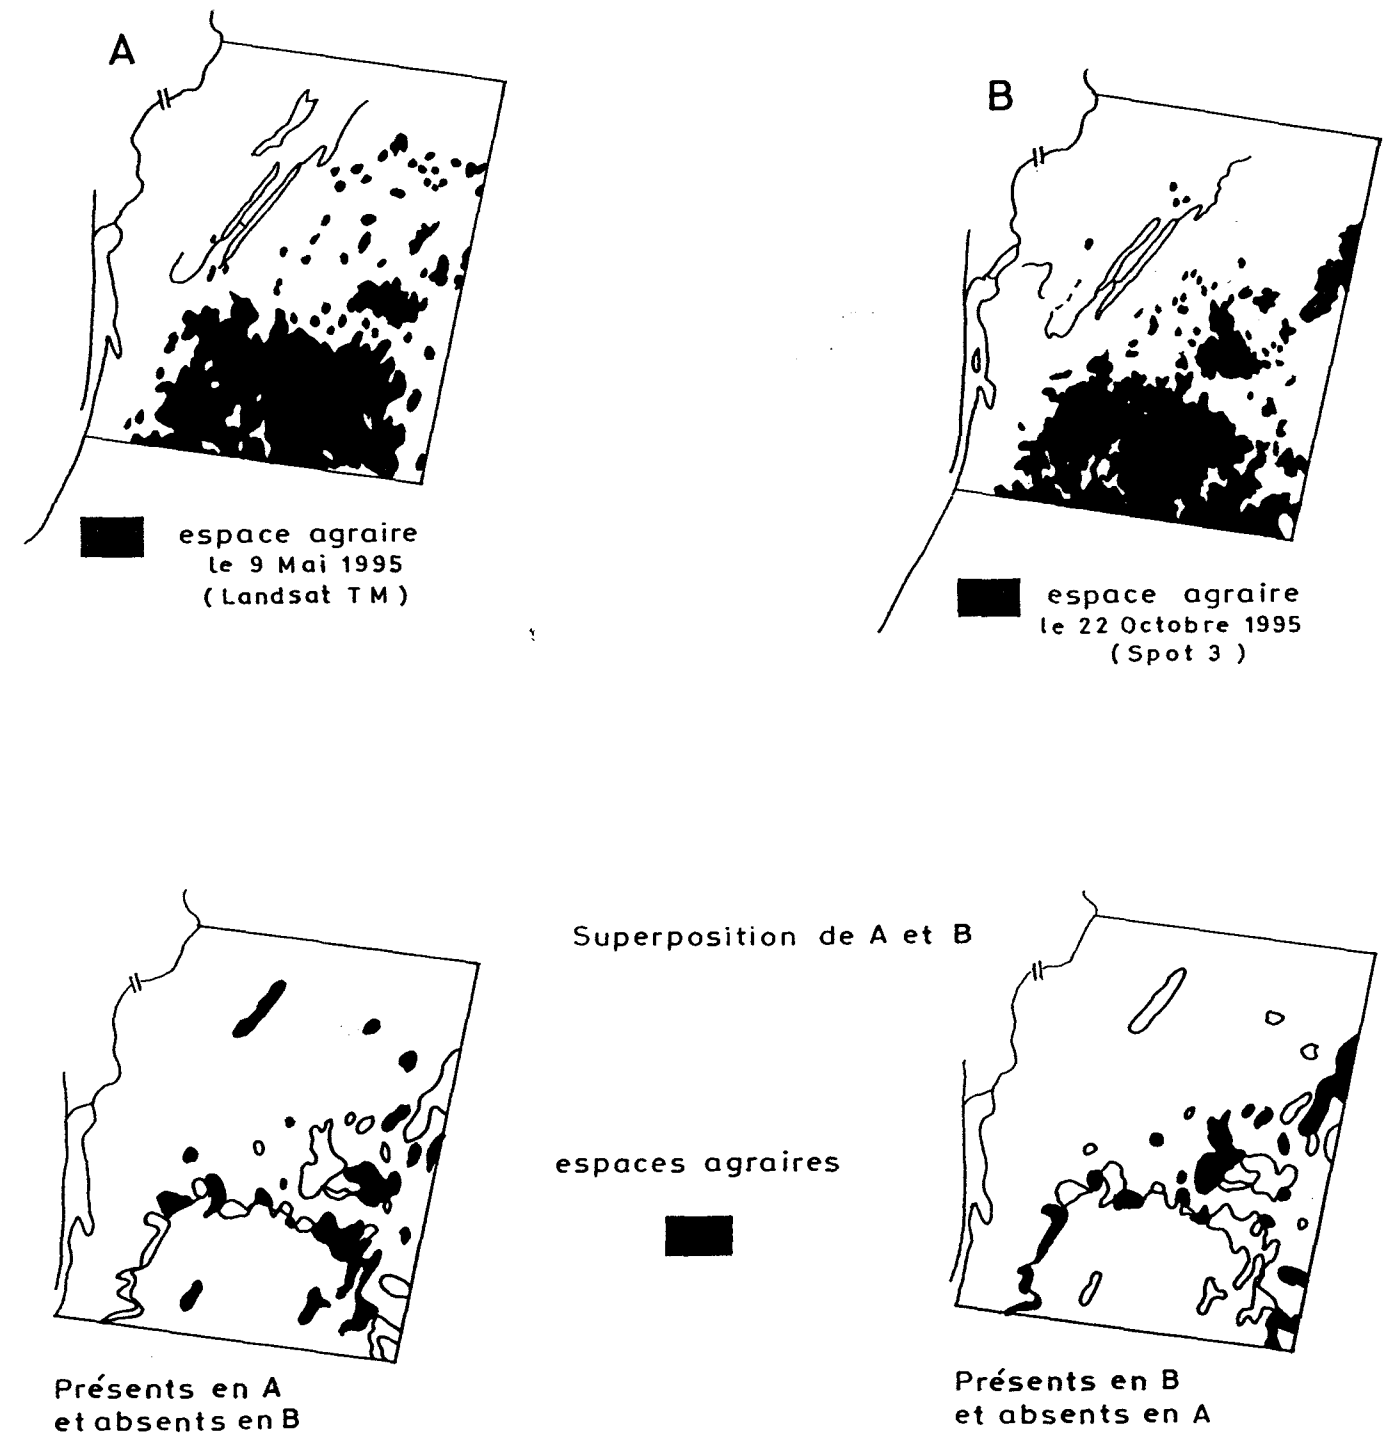 A
B
espace agraire
le 9 Mai 1995
(Landsat TM)
espace agraire
le 22 Octobre 1995
(Spot 3)
Superposition de A et B
espaces agraires
Présents en A
et absents en B
Présents en B
et absents en A